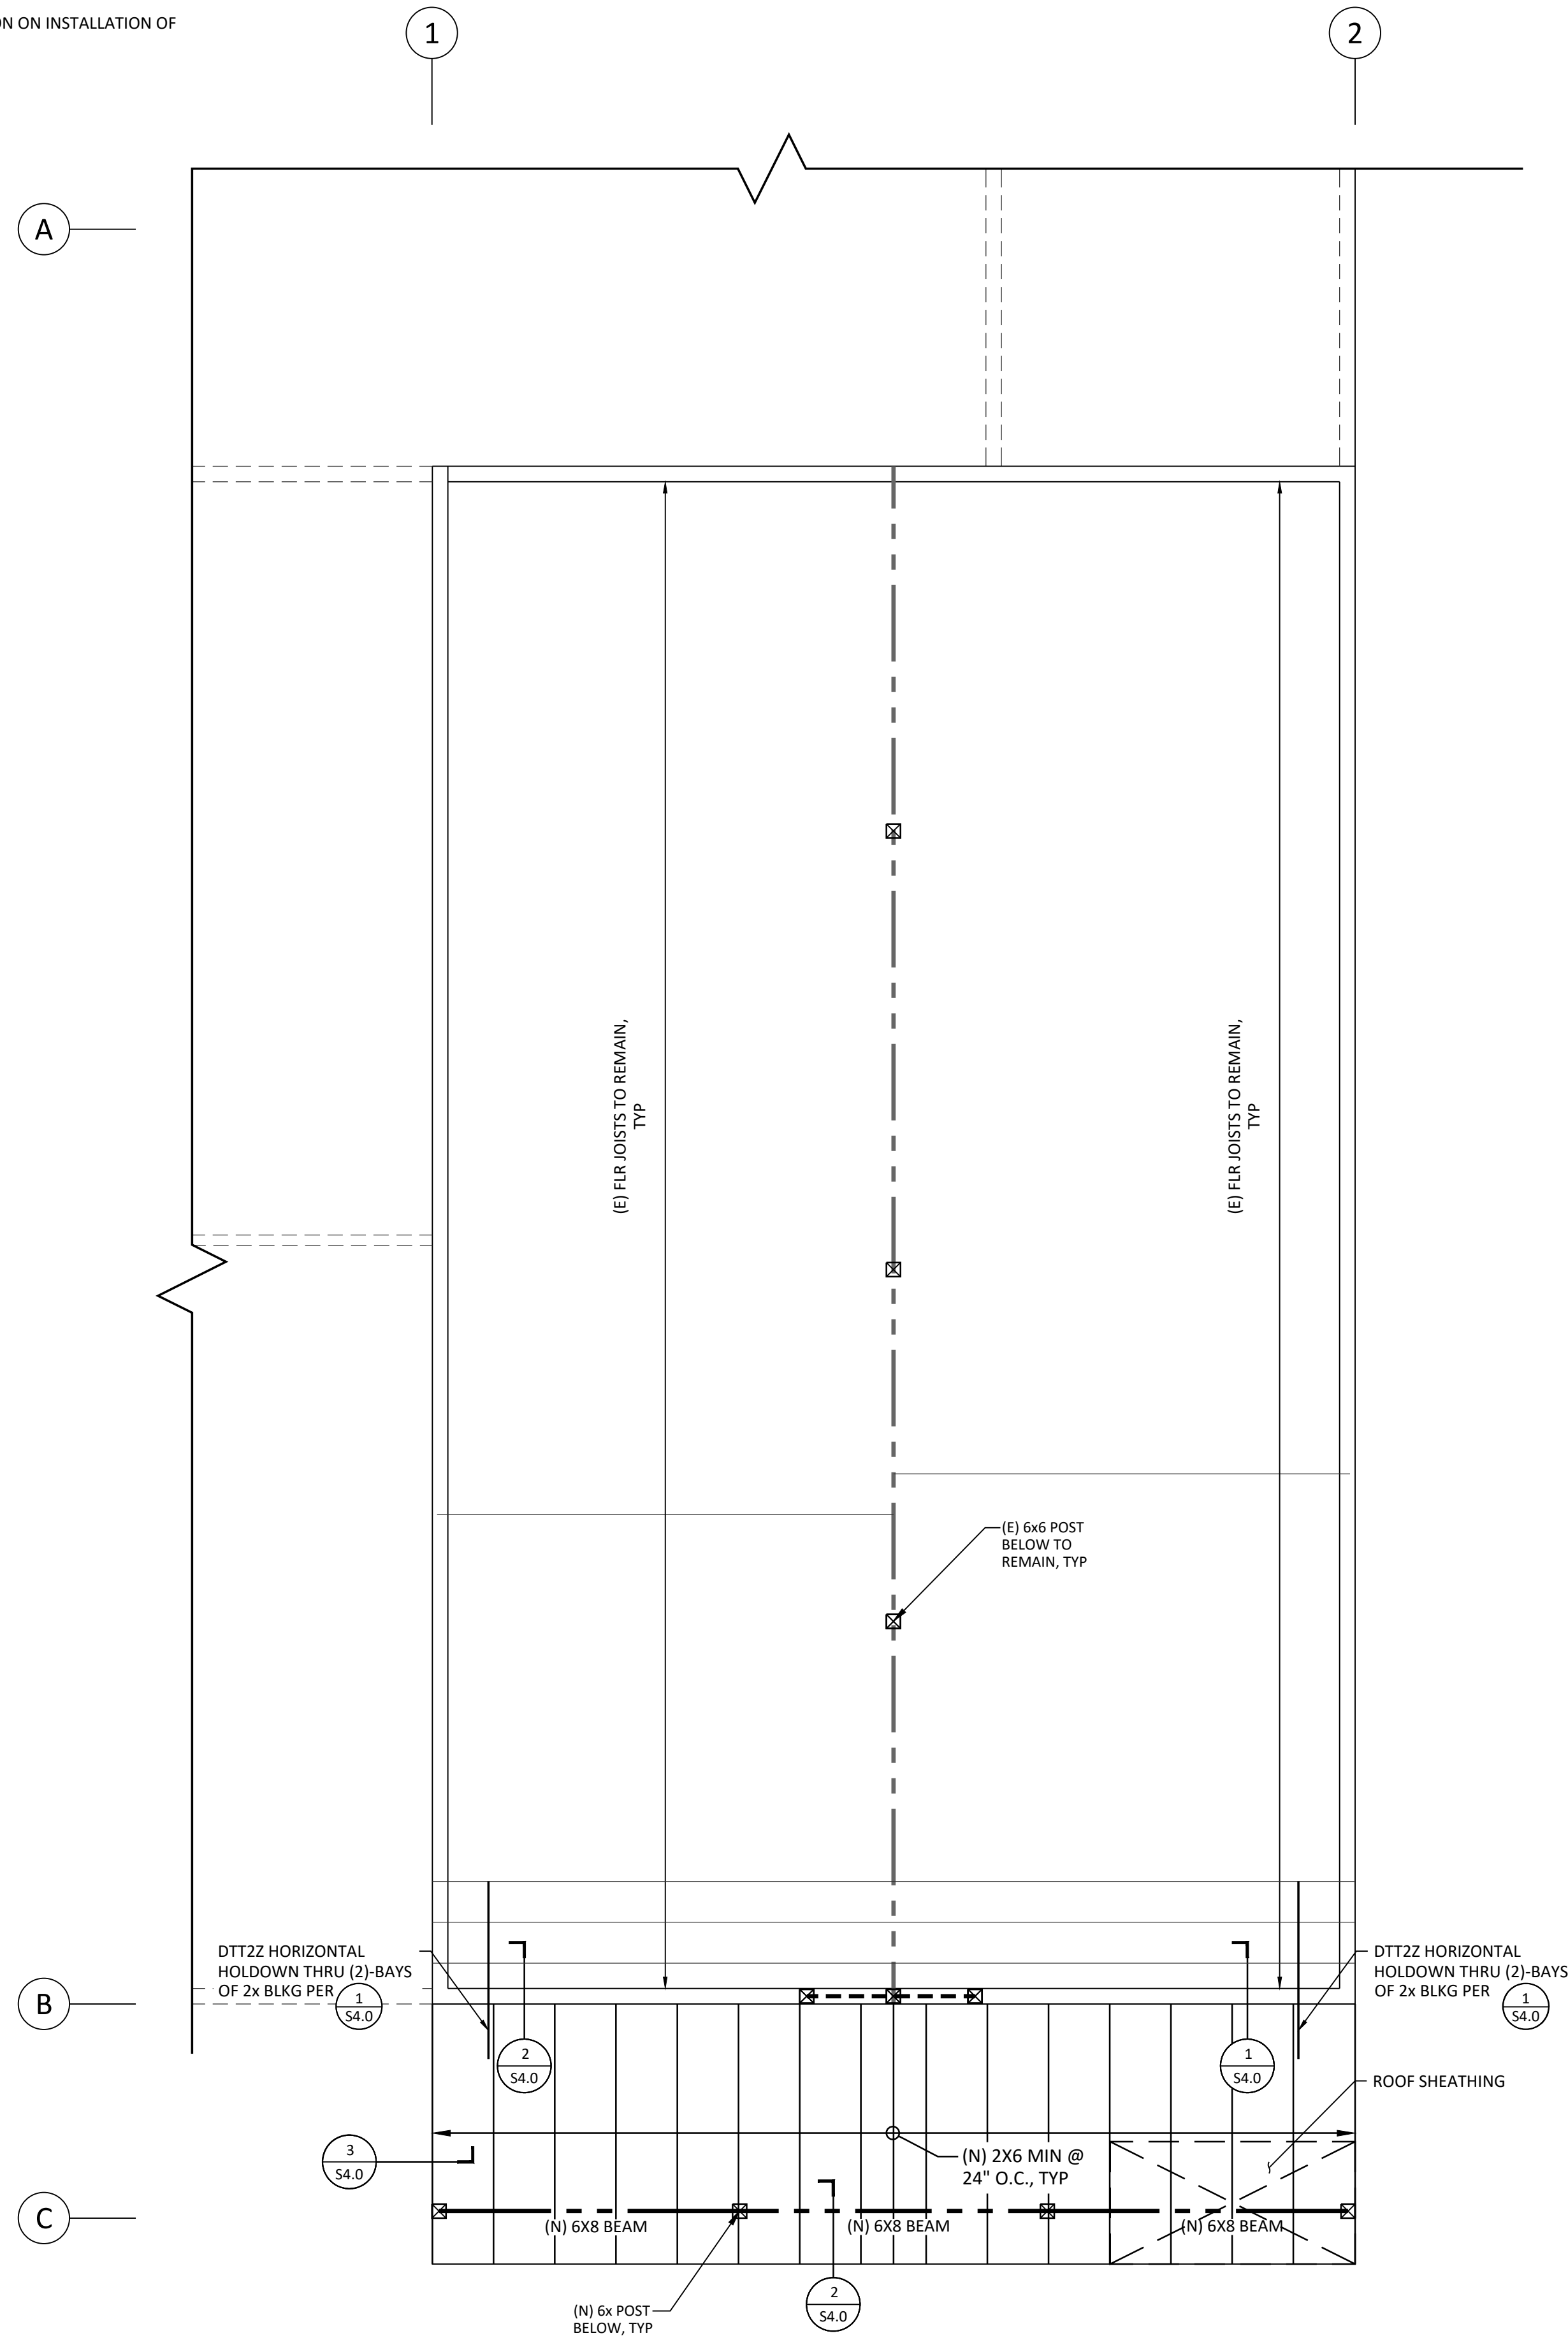 ON ON INSTALLATION OF
1
2
A
(E) FLR JOISTS TO REMAIN,
TYP
(E) FLR JOISTS TO REMAIN,
TYP
(E) 6x6 POST
BELOW TO
REMAIN, TYP
DTT2Z HORIZONTAL
HOLDOWN THRU (2)-BAYS
OF 2x BLKG PER
1
S4.0
DTT2Z HORIZONTAL
HOLDOWN THRU (2)-BAYS
OF 2x BLKG PER
1
S4.0
B
2
S4.0
1
S4.0
ROOF SHEATHING
3
S4.0
(N) 2X6 MIN @
24" O.C., TYP
C
(N) 6X8 BEAM
(N) 6X8 BEAM
(N) 6X8 BEAM
2
S4.0
(N) 6x POST
BELOW, TYP